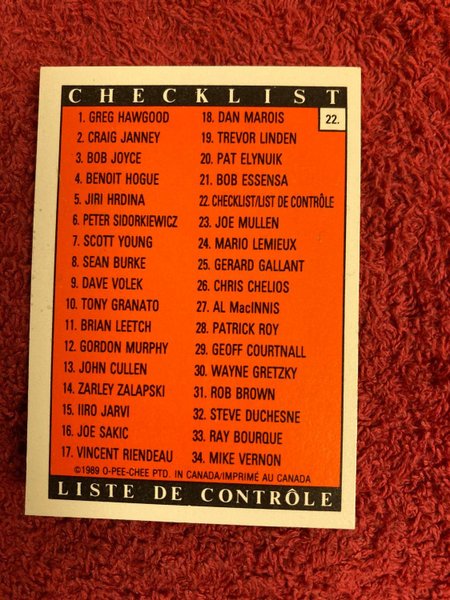 CHECKLIST
22.
1. GREG HAWGOOD
2. CRAIG JANNEY
3. BOB JOYCE
4. BENOIT HOGUE
5. JIRI HRDINA
6. PETER SIDORKIEWICZ
7. SCOTT YOUNG
8. SEAN BURKE
9. DAVE VOLEK
10. TONY GRANATO
11. BRIAN LEETCH
12. GORDON MURPHY
13. JOHN CULLEN
14. ZARLEY ZALAPSKI
15. IIRO JARVI
16. JOE SAKIC
17. VINCENT RIENDEAU
18. DAN MAROIS
19. TREVOR LINDEN
20. PAT ELYNUIK
21. BOB ESSENSA
22. CHECKLIST/LIST DE CONTRÔLE
23. JOE MULLEN
24. MARIO LEMIEUX
25. GERARD GALLANT
26. CHRIS CHELIOS
27. AL MacINNIS
28. PATRICK ROY
29. GEOFF COURTNALL
30. WAYNE GRETZKY
31. ROB BROWN
32. STEVE DUCHESNE
33. RAY BOURQUE
34. MIKE VERNON
©1989 O-PEE-CHEE PTD. IN CANADA/IMPRIMÉ AU CANADA
LISTE DE CONTRÔLE